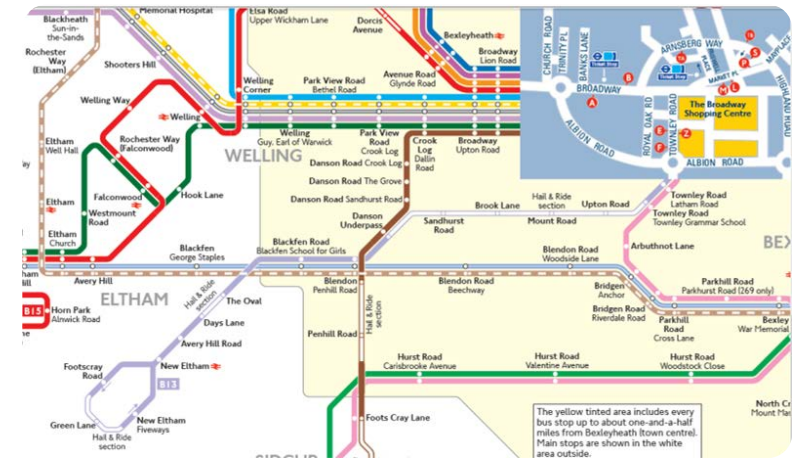 Memorial Hospital
Elsa Road
Upper Wickham Lane
Dorcis
Avenue
Bexleyheath
Blackheath
Sun-in-
the-Sands
Rochester
Way
(Eltham)
Shooters Hill
Broadway
Lion Road
Welling
Corner
Park View Road
Bethel Road
Avenue Road
Glynde Road
Welling Way
Welling
Rochester Way
(Falconwood)
Eltham
Well Hall
WELLING
Welling
Guy, Earl of Warwick
Park View
Road
Crook Log
Crook
Log
Dallin
Road
Broadway
Upton Road
Danson Road Crook Log
Danson Road The Grove
Danson Road Sandhurst Road
Danson
Underpass
Falconwood
Hook Lane
Eltham
Westmount
Road
Eltham
Church
Sandhurst
Road
Brook Lane
Hail & Ride
section
Mount Road
Upton Road
Townley Road
Latham Road
Townley Road
Townley Grammar School
Arbuthnot Lane
BEX
Blackfen
George Staples
Blackfen Road
Blackfen School for Girls
Blendon Road
Woodside Lane
Avery Hill
ELTHAM
Hail & Ride
section
The Oval
Days Lane
Avery Hill Road
Blendon
Penhill Road
Blendon Road
Beechway
Bridgen
Anchor
Bridgen Road
Riverdale Road
Parkhill Road
Parkhurst Road (269 only)
Parkhill
Road
Cross Lane
Bexley
War Memorial
B15
Horn Park
Alnwick Road
Hail & Ride
section
Penhill Road
Hurst Road
Carisbrooke Avenue
Hurst Road
Valentine Avenue
Hurst Road
Woodstock Close
Footscray
Road
New Eltham
B13
Green Lane
Hail & Ride
section
New Eltham
Fiveways
Foots Cray Lane
North Cr
Mount Mas
SIDCUP
The yellow tinted area includes every
bus stop up to about one-and-a-half
miles from Bexleyheath (town centre).
Main stops are shown in the white
area outside.
CHURCH ROAD
TRINITY PL
BANKS LANE
ARNSBERG WAY
PLACE
MARKET PL
MAYPLACE
HIGHLAND ROAD
BROADWAY
ALBION ROAD
ROYAL OAK RD
TOWNLEY ROAD
The Broadway
Shopping Centre
ALBION ROAD
A
B
E
F
Z
M
L
P
S